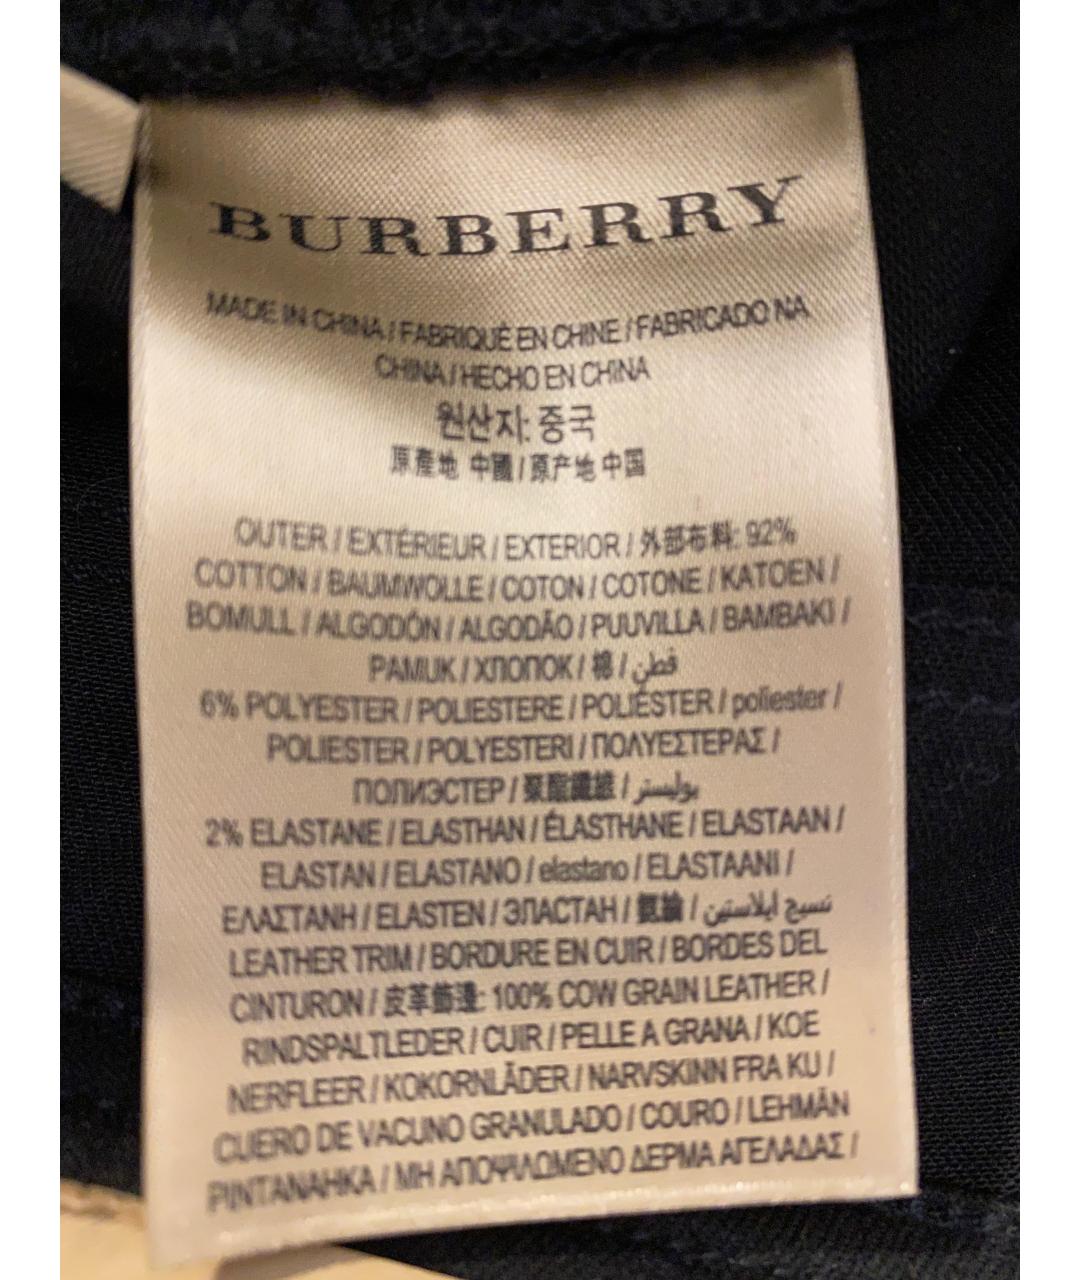 BURBERRY
MADE IN CHINA / FABRIQUÉ EN CHINE / FABRICADO NA
CHINA / HECHO EN CHINA
원산지: 중국
原產地 中國 / 原产地 中国
OUTER / EXTÉRIEUR / EXTERIOR / 外部布料: 92%
COTTON / BAUMWOLLE / COTON / COTONE / KATOEN /
BOMULL / ALGODÓN / ALGODÃO / PUUVILLA / BAMBAKI /
PAMUK / ХЛОПОК / 棉 / قطن
6% POLYESTER / POLIESTERE / POLIÉSTER / poliester /
POLIESTER / POLYESTERI / ΠΟΛΥΕΣΤΕΡΑΣ /
ПОЛИЭСТЕР / 聚酯纖維 / بوليستر
2% ELASTANE / ELASTHAN / ÉLASTHANE / ELASTAAN /
ELASTAN / ELASTANO / elastano / ELASTAANI /
ΕΛΑΣΤΑΝΗ / ELASTEN / ЭЛАСТАН / 氨綸 / نسيج ايلاستين
LEATHER TRIM / BORDURE EN CUIR / BORDES DEL
CINTURON / 皮革飾邊: 100% COW GRAIN LEATHER /
RINDSPALTLEDER / CUIR / PELLE A GRANA / KOE
NERFLEER / KOKORNLÄDER / NARVSKINN FRA KU /
CUERO DE VACUNO GRANULADO / COURO / LEHMÄN
PINTANAHKA / ΜΗ ΑΠΟΨΙΛΩΜΕΝΟ ΔΕΡΜΑ ΑΓΕΛΑΔΑΣ /